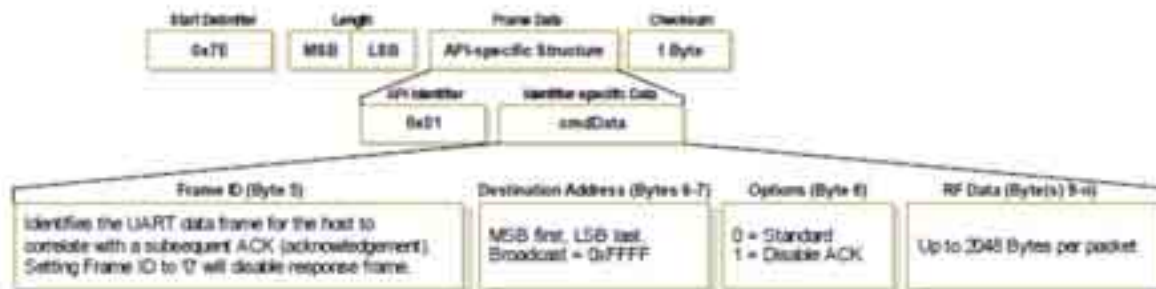 Start Delimiter Length Frame Data Checksum
0x7E MSB LSB API-specific Structure 1 Byte
API Identifier Identifier specific Data
0x01 cmdData
Frame ID (Byte 5) Destination Address (Bytes 6-7) Options (Byte 8) RF Data (Byte(s) 9-n)
Identifies the UART data frame for the host to
correlate with a subsequent ACK (acknowledgement).
Setting Frame ID to '0' will disable response frame.
MSB first, LSB last.
Broadcast = 0xFFFF
0 = Standard
1 = Disable ACK
Up to 2048 Bytes per packet